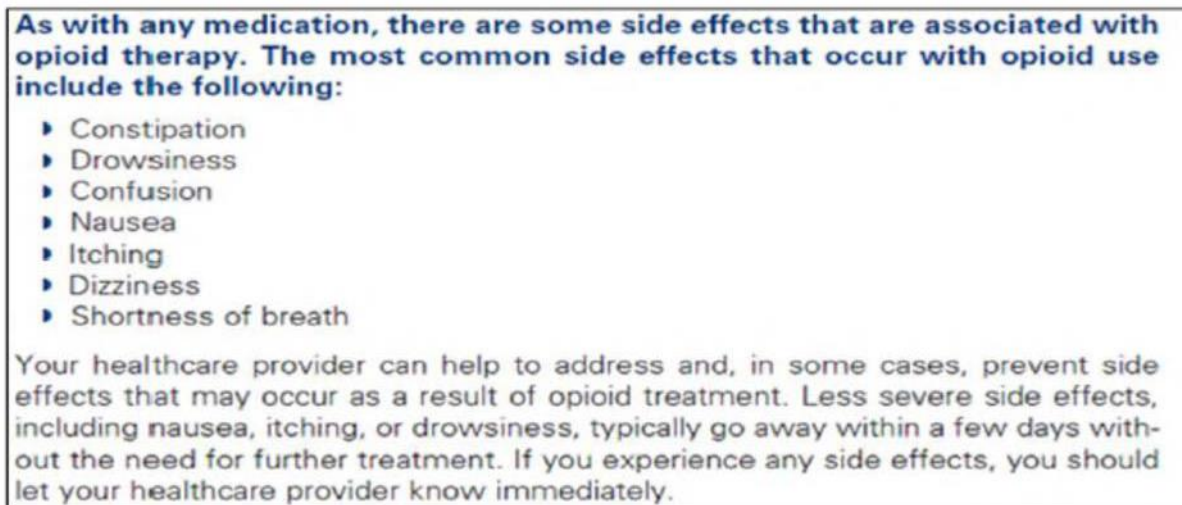 As with any medication, there are some side effects that are associated with
opioid therapy. The most common side effects that occur with opioid use
include the following:
Constipation
Drowsiness
Confusion
Nausea
Itching
Dizziness
Shortness of breath
Your healthcare provider can help to address and, in some cases, prevent side
effects that may occur as a result of opioid treatment. Less severe side effects,
including nausea, itching, or drowsiness, typically go away within a few days with-
out the need for further treatment. If you experience any side effects, you should
let your healthcare provider know immediately.